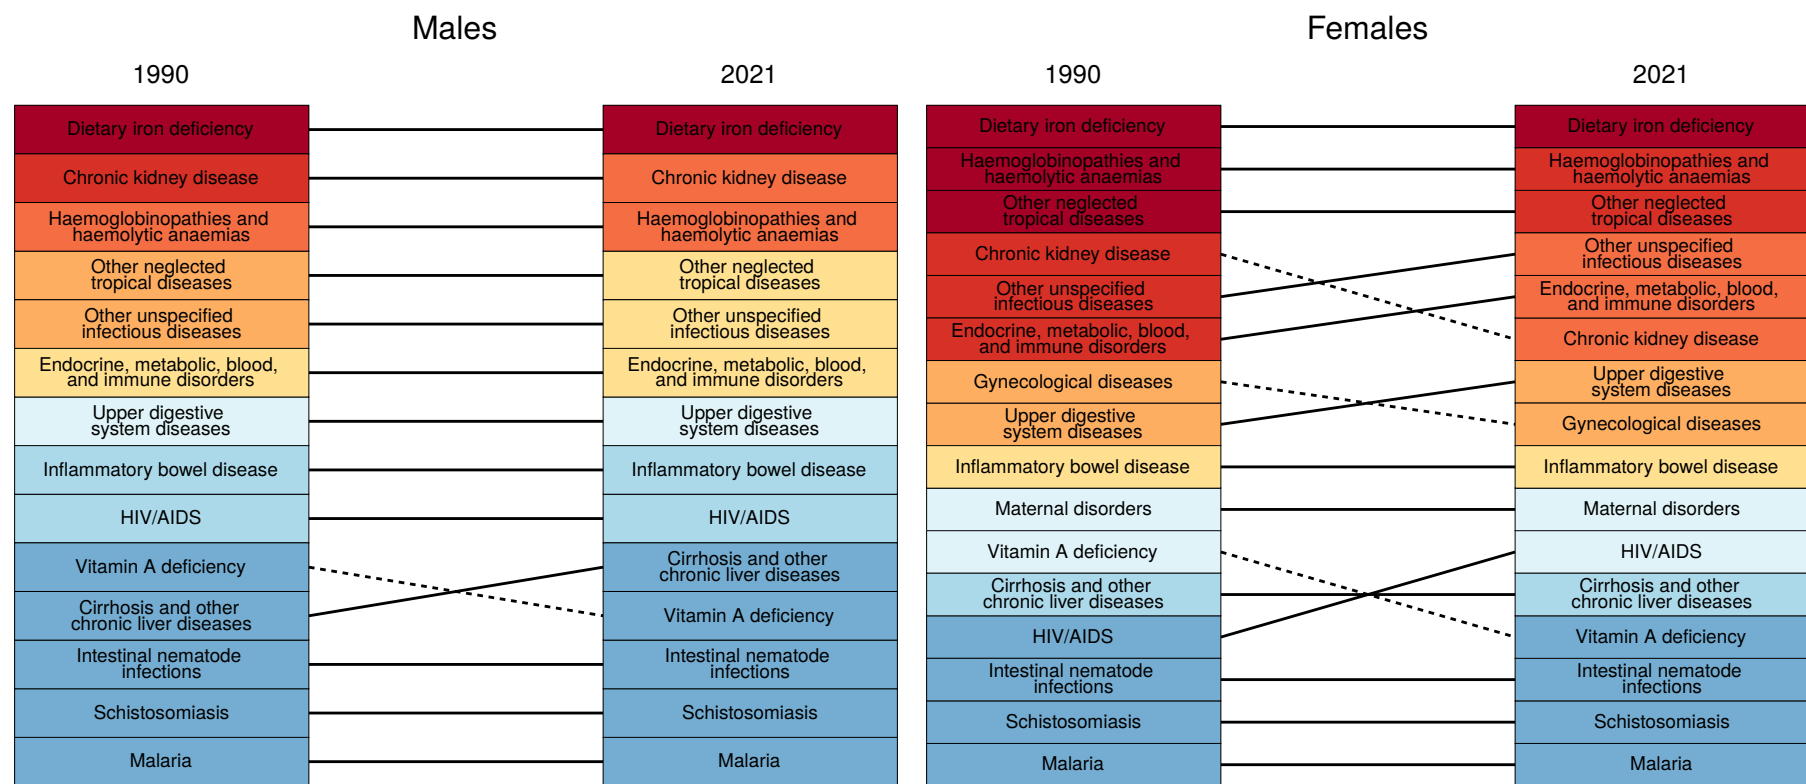 Males
1990
2021
Dietary iron deficiency
Chronic kidney disease
Haemoglobinopathies and
haemolytic anaemias
Other neglected
tropical diseases
Other unspecified
infectious diseases
Endocrine, metabolic, blood,
and immune disorders
Upper digestive
system diseases
Inflammatory bowel disease
HIV/AIDS
Vitamin A deficiency
Cirrhosis and other
chronic liver diseases
Intestinal nematode
infections
Schistosomiasis
Malaria
Dietary iron deficiency
Chronic kidney disease
Haemoglobinopathies and
haemolytic anaemias
Other neglected
tropical diseases
Other unspecified
infectious diseases
Endocrine, metabolic, blood,
and immune disorders
Upper digestive
system diseases
Inflammatory bowel disease
HIV/AIDS
Cirrhosis and other
chronic liver diseases
Vitamin A deficiency
Intestinal nematode
infections
Schistosomiasis
Malaria
Females
1990
2021
Dietary iron deficiency
Haemoglobinopathies and
haemolytic anaemias
Other neglected
tropical diseases
Chronic kidney disease
Other unspecified
infectious diseases
Endocrine, metabolic, blood,
and immune disorders
Gynecological diseases
Upper digestive
system diseases
Inflammatory bowel disease
Maternal disorders
Vitamin A deficiency
Cirrhosis and other
chronic liver diseases
HIV/AIDS
Intestinal nematode
infections
Schistosomiasis
Malaria
Dietary iron deficiency
Haemoglobinopathies and
haemolytic anaemias
Other neglected
tropical diseases
Other unspecified
infectious diseases
Endocrine, metabolic, blood,
and immune disorders
Chronic kidney disease
Upper digestive
system diseases
Gynecological diseases
Inflammatory bowel disease
Maternal disorders
HIV/AIDS
Cirrhosis and other
chronic liver diseases
Vitamin A deficiency
Intestinal nematode
infections
Schistosomiasis
Malaria